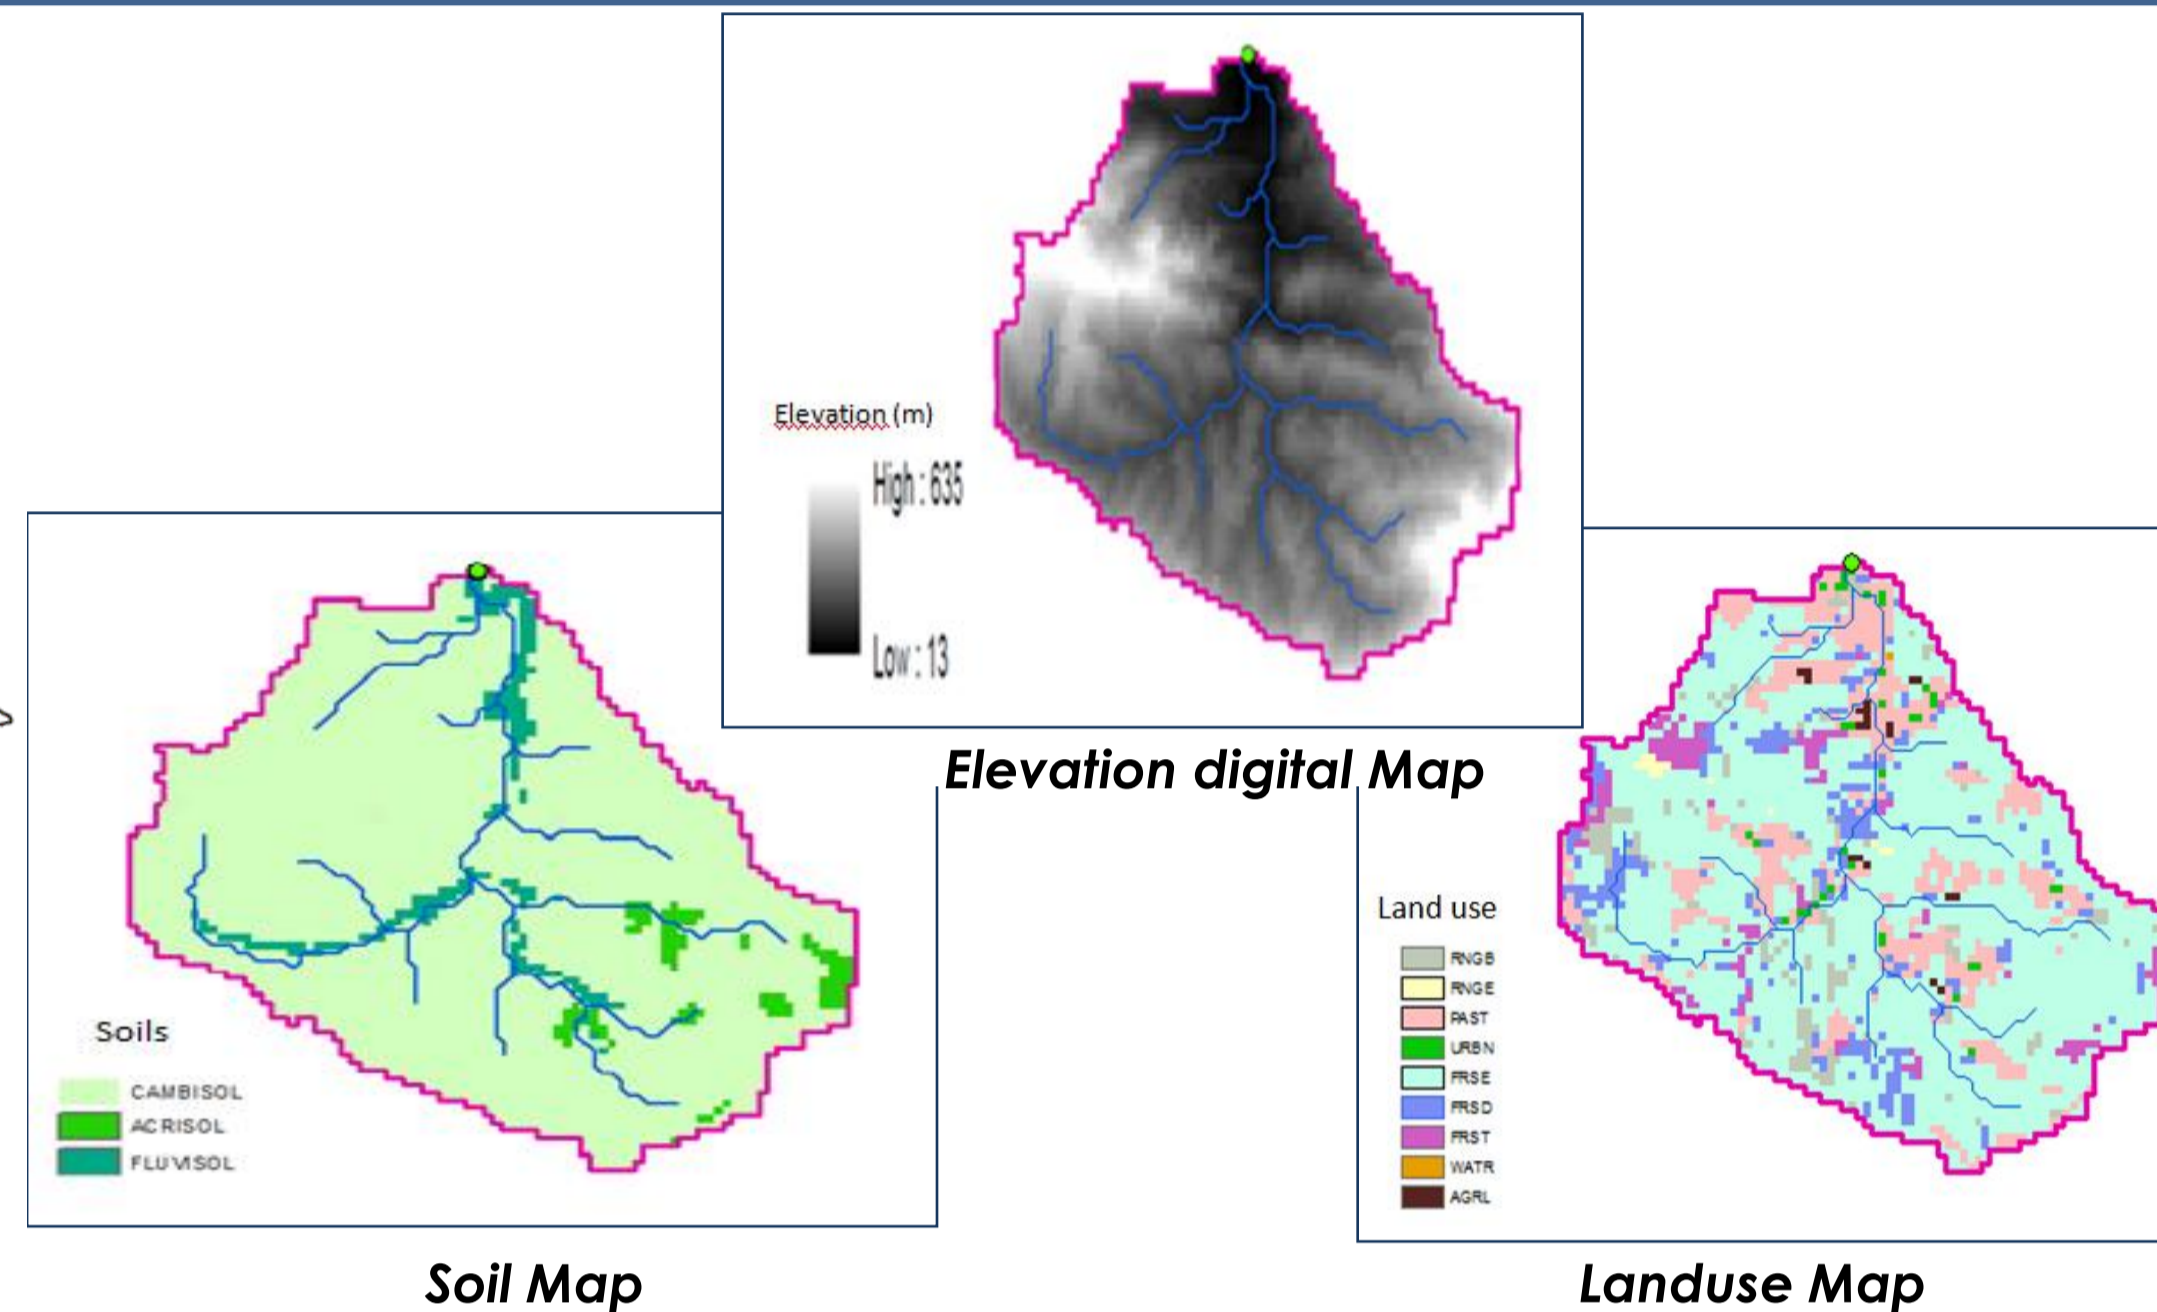 Elevation (m)
High : 635
Low : 13
Elevation digital Map
Soils
CAMBISOL
ACRISOL
FLUVISOL
Soil Map
Land use
RNGB
RNGE
PAST
URBN
FRSE
FRSD
FRST
WATR
AGRL
Landuse Map